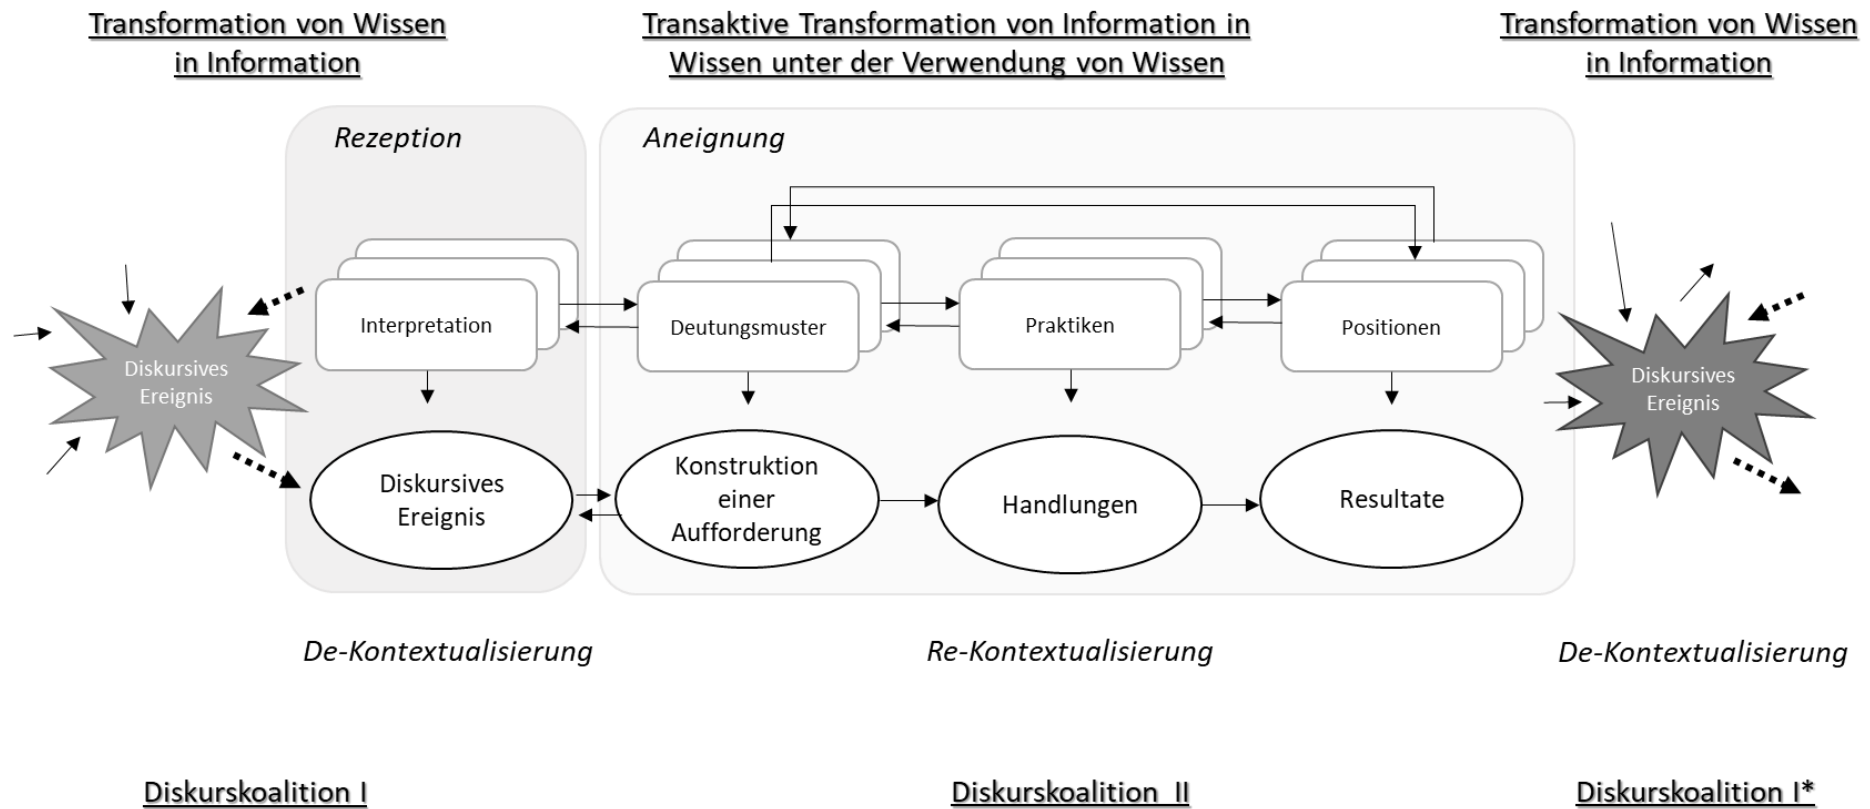 Transformation von Wissen
in Information
Transaktive Transformation von Information in
Wissen unter der Verwendung von Wissen
Transformation von Wissen
in Information
Rezeption
Aneignung
Interpretation
Deutungsmuster
Praktiken
Positionen
Diskursives
Ereignis
Diskursives
Ereignis
Diskursives
Ereignis
Konstruktion
einer
Aufforderung
Handlungen
Resultate
De-Kontextualisierung
Re-Kontextualisierung
De-Kontextualisierung
Diskurskoalition I
Diskurskoalition II
Diskurskoalition I*